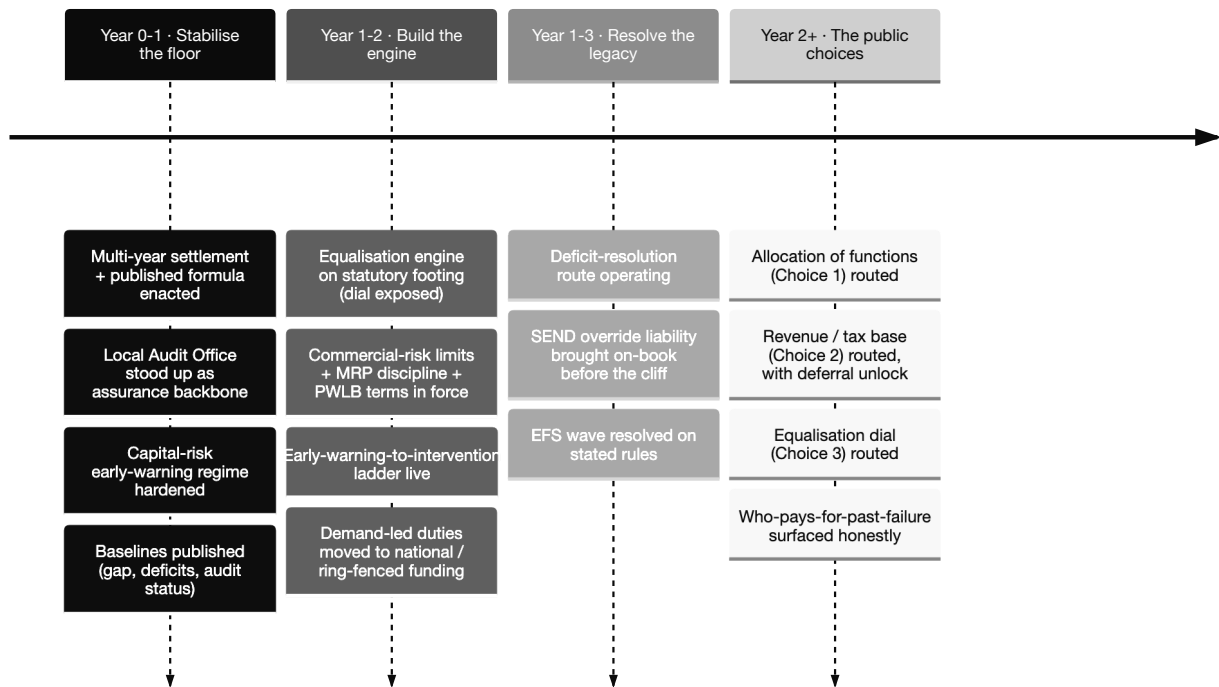 Year 0-1 · Stabilise
the floor
Year 1-2 · Build the
engine
Year 1-3 · Resolve the
legacy
Year 2+ · The public
choices
Multi-year settlement
+ published formula
enacted
Local Audit Office
stood up as
assurance backbone
Capital-risk
early-warning regime
hardened
Baselines published
(gap, deficits, audit
status)
Equalisation engine
on statutory footing
(dial exposed)
Commercial-risk limits
+ MRP discipline +
PWLB terms in force
Early-warning-to-intervention
ladder live
Demand-led duties
moved to national /
ring-fenced funding
Deficit-resolution
route operating
SEND override liability
brought on-book
before the cliff
EFS wave resolved on
stated rules
Allocation of functions
(Choice 1) routed
Revenue / tax base
(Choice 2) routed,
with deferral unlock
Equalisation dial
(Choice 3) routed
Who-pays-for-past-failure
surfaced honestly